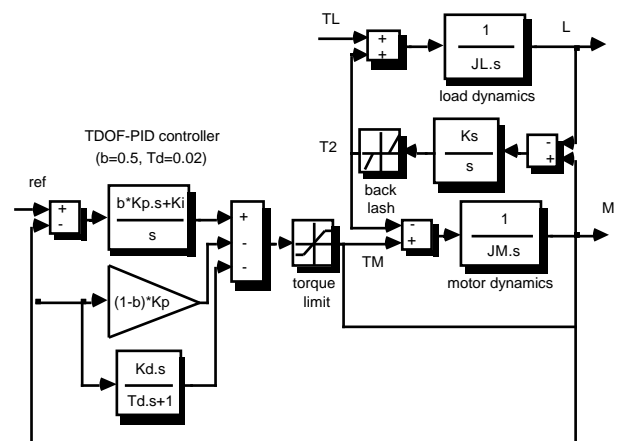 TL
+
+
1
JL.s
L
load dynamics
TDOF-PID controller
(b=0.5, Td=0.02)
T2
back
lash
Ks
s
-
+
ref
+
-
b*Kp.s+Ki
s
+
-
-
torque
limit
TM
-
+
1
JM.s
M
motor dynamics
(1-b)*Kp
Kd.s
Td.s+1